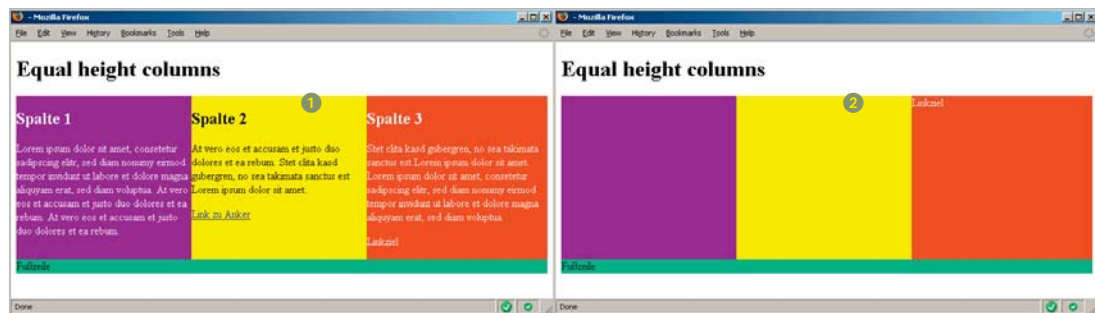 - Mozilla Firefox
File Edit View History Bookmarks Tools Help
Equal height columns
1
Spalte 1
Lorem ipsum dolor sit amet, consetetur
sadipscing elitr, sed diam nonumy eirmod
tempor invidunt ut labore et dolore magna
aliquyam erat, sed diam voluptua. At vero
eos et accusam et justo duo dolores et ea
rebum. At vero eos et accusam et justo
duo dolores et ea rebum.
Spalte 2
At vero eos et accusam et justo duo
dolores et ea rebum. Stet clita kasd
gubergren, no sea takimata sanctus est
Lorem ipsum dolor sit amet.
Link zu Anker
Spalte 3
Stet clita kasd gubergren, no sea takimata
sanctus est Lorem ipsum dolor sit amet.
Lorem ipsum dolor sit amet, consetetur
sadipscing elitr, sed diam nonumy eirmod
tempor invidunt ut labore et dolore magna
aliquyam erat, sed diam voluptua.
Linkziel
Fußzeile
Done
- Mozilla Firefox
File Edit View History Bookmarks Tools Help
Equal height columns
2
Linkziel
Fußzeile
Done